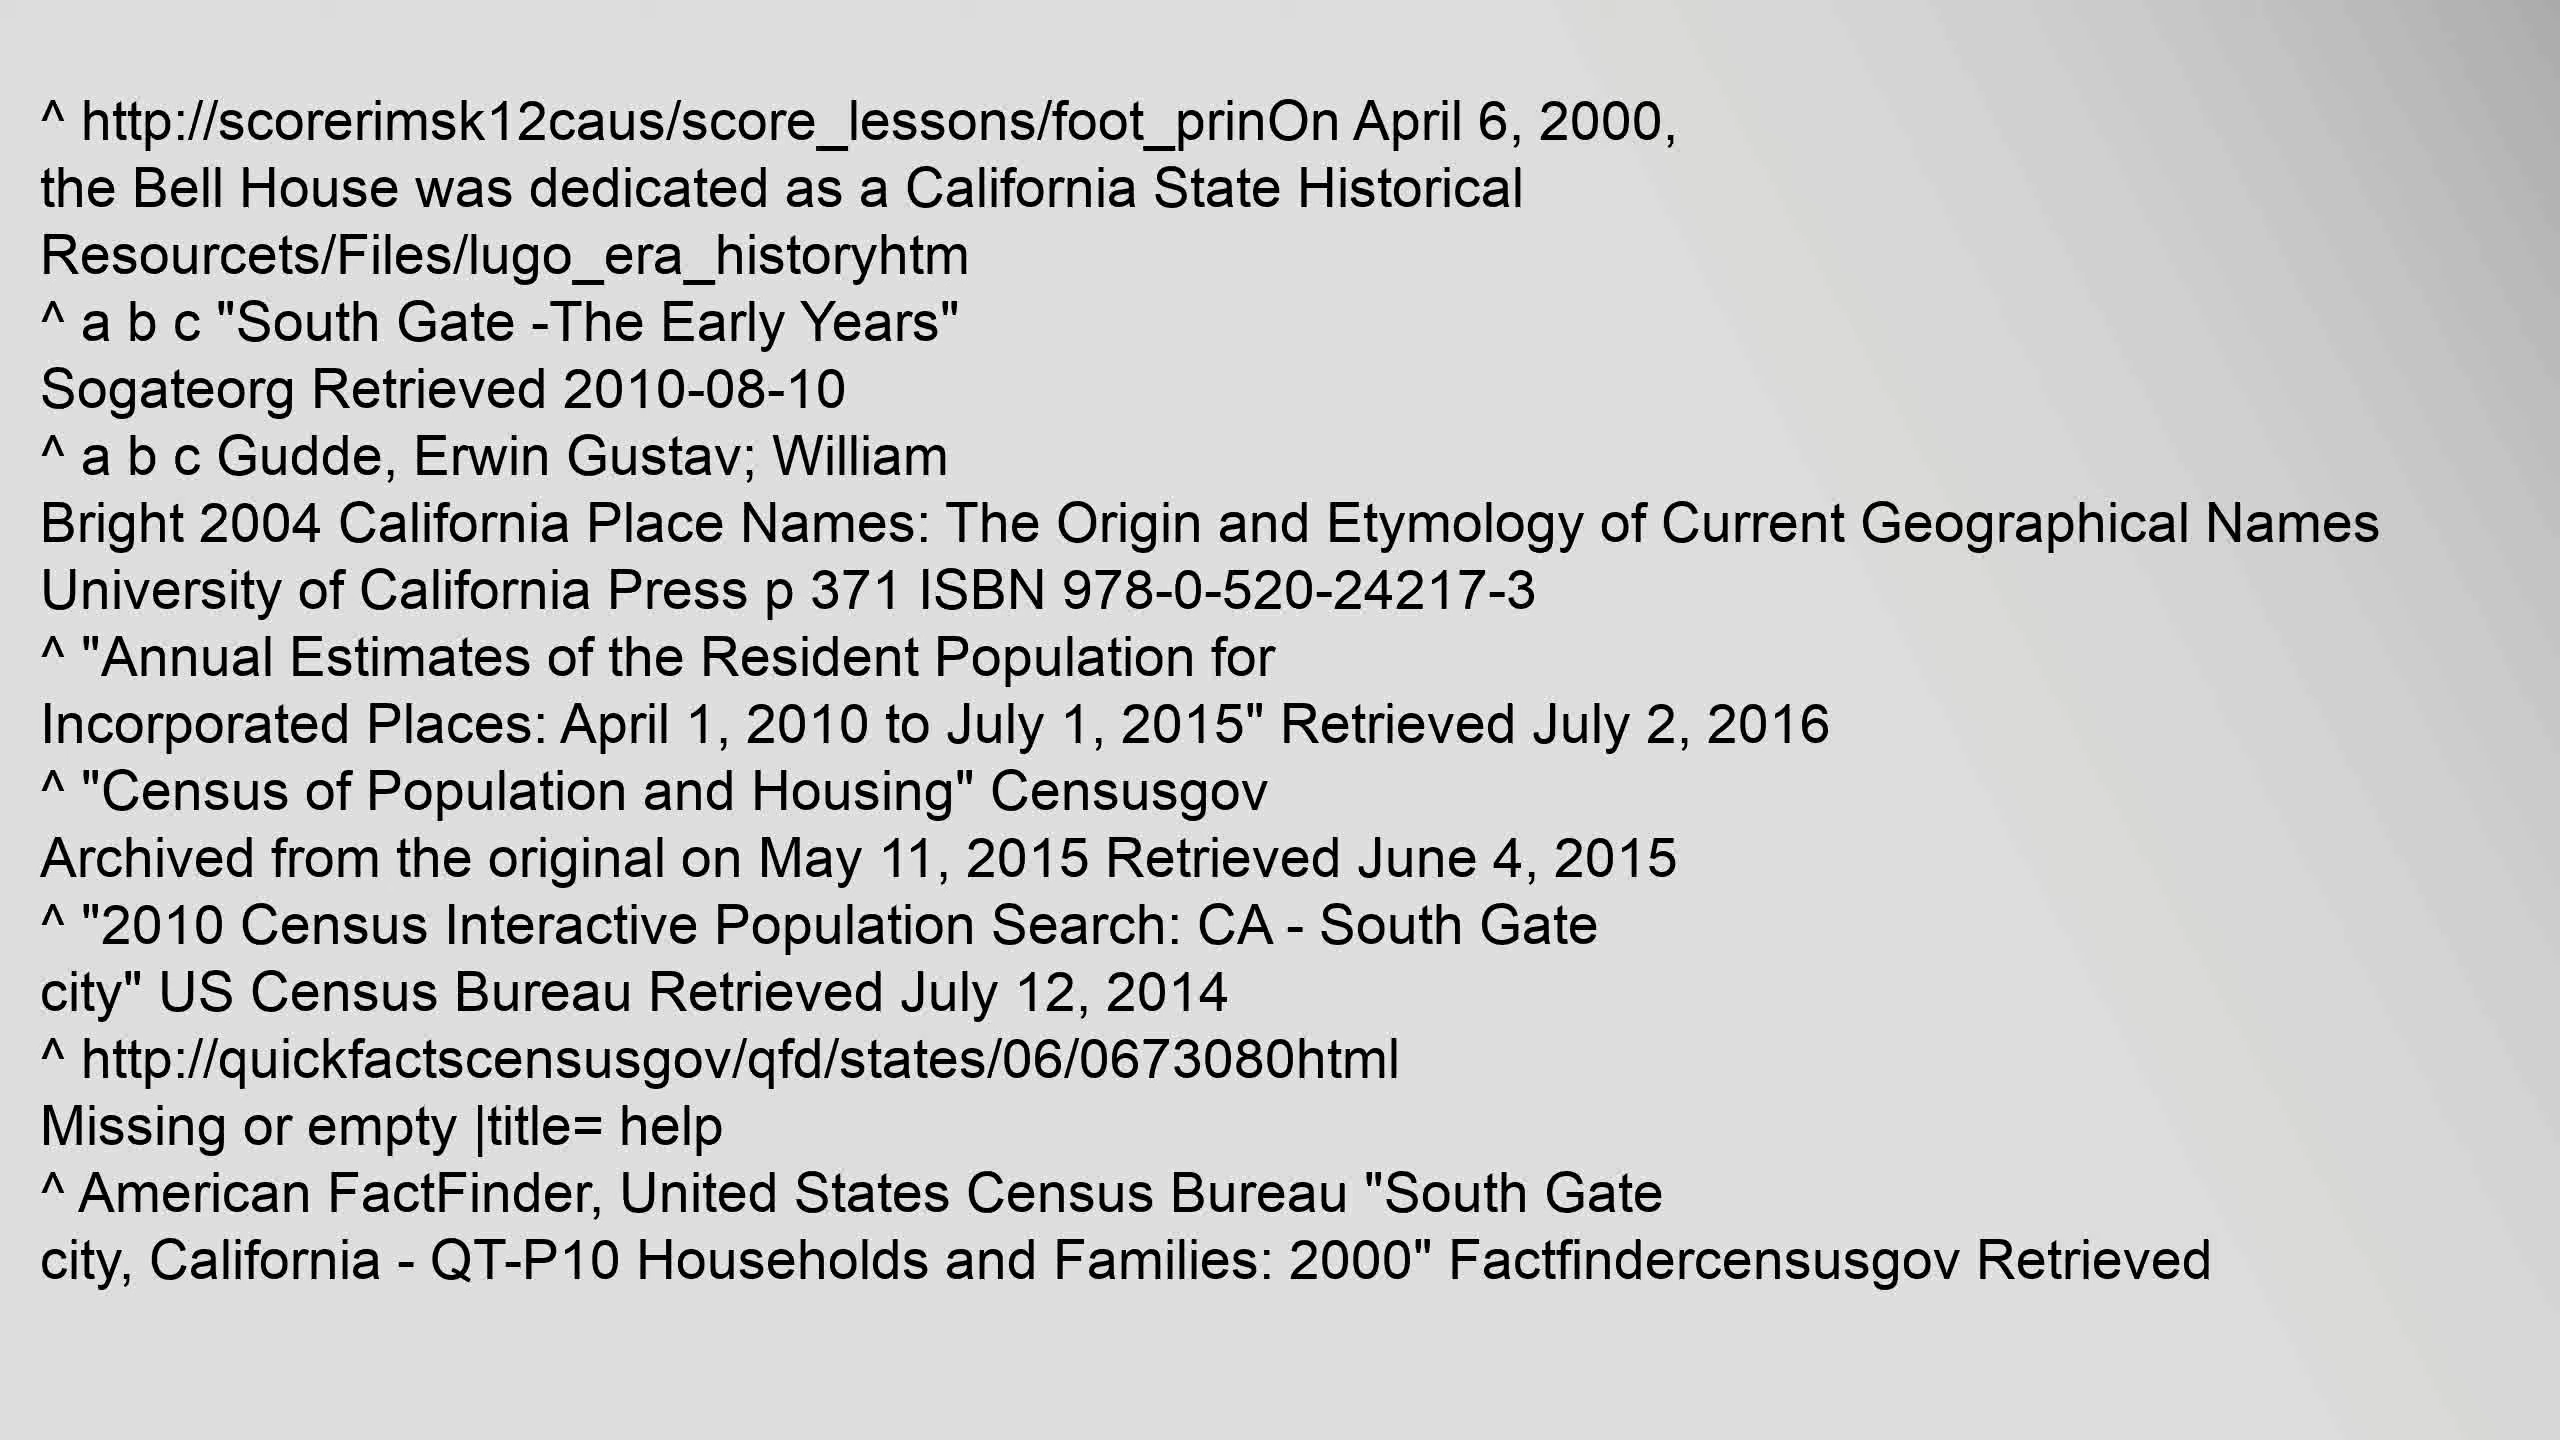 ^ http://scorerimsk12caus/score_lessons/foot_prinOn April 6, 2000,
the Bell House was dedicated as a California State Historical
Resourcets/Files/lugo_era_historyhtm
^ a b c "South Gate -The Early Years"
Sogateorg Retrieved 2010-08-10
^ a b c Gudde, Erwin Gustav; William
Bright 2004 California Place Names: The Origin and Etymology of Current Geographical Names
University of California Press p 371 ISBN 978-0-520-24217-3
^ "Annual Estimates of the Resident Population for
Incorporated Places: April 1, 2010 to July 1, 2015" Retrieved July 2, 2016
^ "Census of Population and Housing" Censusgov
Archived from the original on May 11, 2015 Retrieved June 4, 2015
^ "2010 Census Interactive Population Search: CA - South Gate
city" US Census Bureau Retrieved July 12, 2014
^ http://quickfactscensusgov/qfd/states/06/0673080html
Missing or empty |title= help
^ American FactFinder, United States Census Bureau "South Gate
city, California - QT-P10 Households and Families: 2000" Factfindercensusgov Retrieved